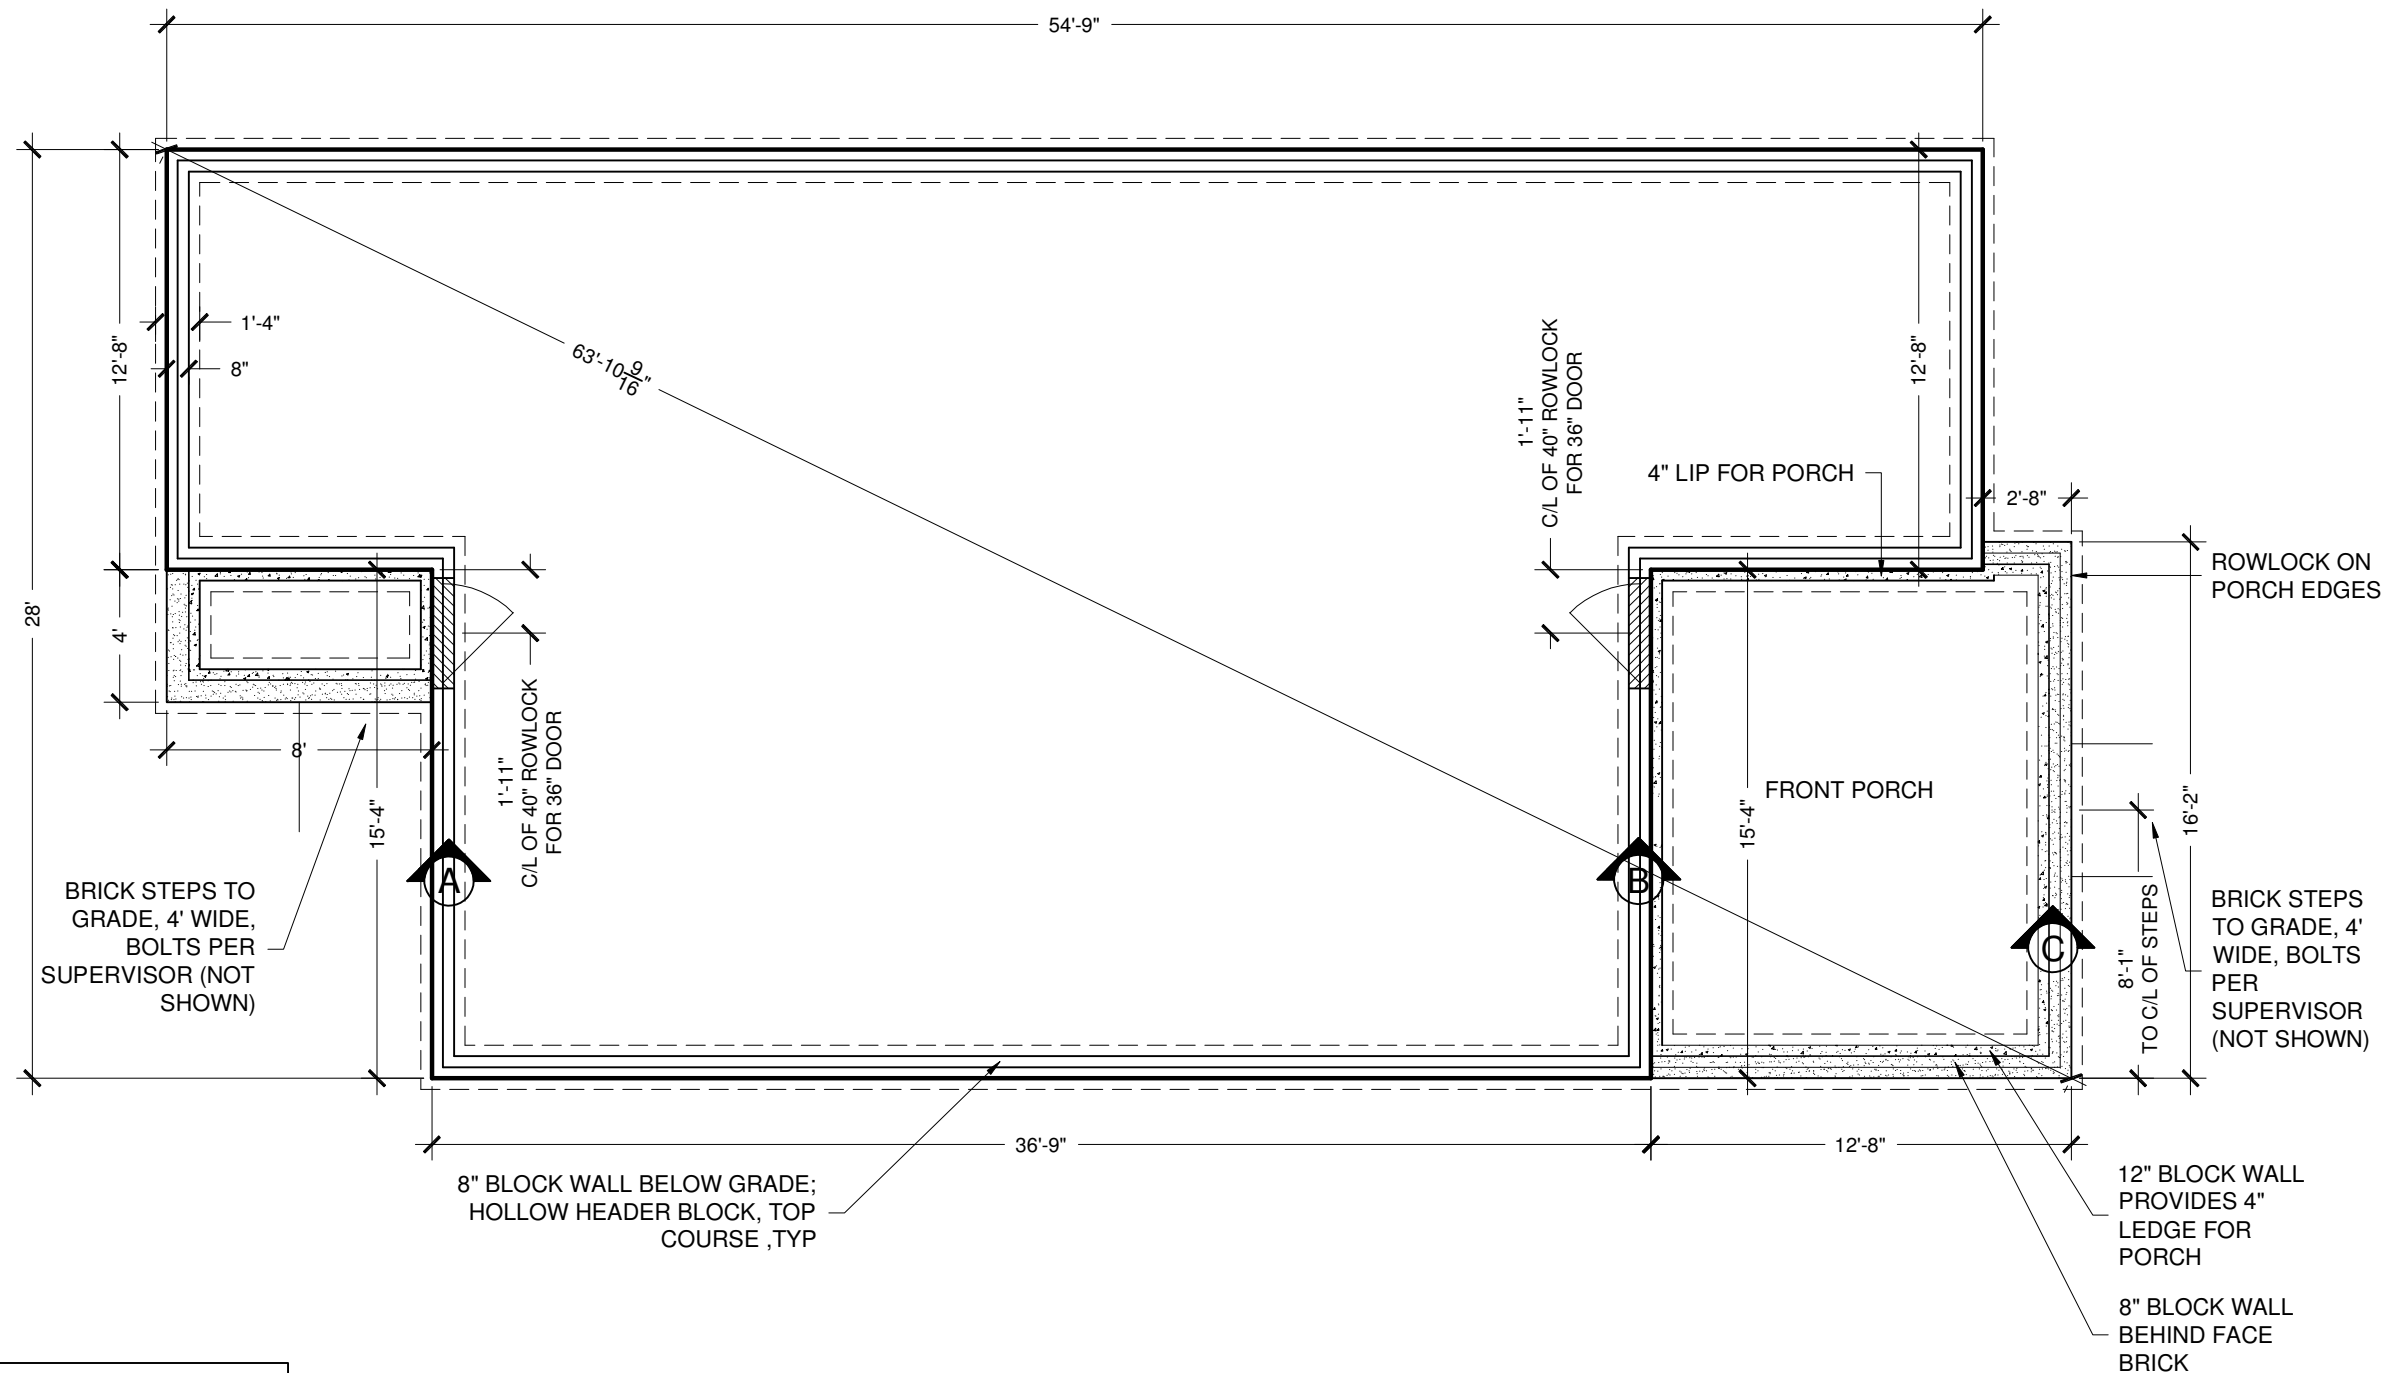 54'-9"
1'-4"
8"
12'-8"
28'
4'
63'-10 9/16"
1'-11"
C/L OF 40" ROWLOCK
FOR 36" DOOR
12'-8"
4" LIP FOR PORCH
2'-8"
ROWLOCK ON
PORCH EDGES
8'
15'-4"
1'-11"
C/L OF 40" ROWLOCK
FOR 36" DOOR
FRONT PORCH
15'-4"
16'-2"
8'-1"
TO C/L OF STEPS
A
B
C
BRICK STEPS TO
GRADE, 4' WIDE,
BOLTS PER
SUPERVISOR (NOT
SHOWN)
BRICK STEPS
TO GRADE, 4'
WIDE, BOLTS
PER
SUPERVISOR
(NOT SHOWN)
36'-9"
12'-8"
8" BLOCK WALL BELOW GRADE;
HOLLOW HEADER BLOCK, TOP
COURSE ,TYP
12" BLOCK WALL
PROVIDES 4"
LEDGE FOR
PORCH
8" BLOCK WALL
BEHIND FACE
BRICK